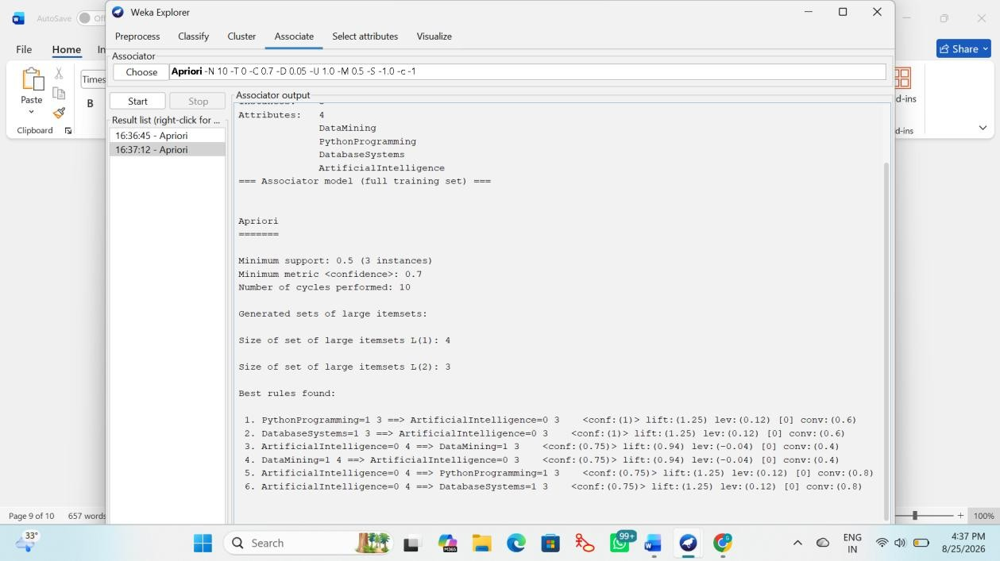 AutoSave Off
Weka Explorer
File Home In
Share
Preprocess Classify Cluster Associate Select attributes Visualize
Associator
Choose Apriori -N 10 -T 0 -C 0.7 -D 0.05 -U 1.0 -M 0.5 -S -1.0 -c -1
Paste
Times
B
Clipboard
d-ins
d-ins
Start Stop
Result list (right-click for ...
16:36:45 - Apriori
16:37:12 - Apriori
Associator output
Attributes: 4
DataMining
PythonProgramming
DatabaseSystems
ArtificialIntelligence
=== Associator model (full training set) ===
Apriori
=======
Minimum support: 0.5 (3 instances)
Minimum metric <confidence>: 0.7
Number of cycles performed: 10
Generated sets of large itemsets:
Size of set of large itemsets L(1): 4
Size of set of large itemsets L(2): 3
Best rules found:
1. PythonProgramming=1 3 ==> ArtificialIntelligence=0 3 <conf:(1)> lift:(1.25) lev:(0.12) [0] conv:(0.6)
2. DatabaseSystems=1 3 ==> ArtificialIntelligence=0 3 <conf:(1)> lift:(1.25) lev:(0.12) [0] conv:(0.6)
3. ArtificialIntelligence=0 4 ==> DataMining=1 3 <conf:(0.75)> lift:(0.94) lev:(-0.04) [0] conv:(0.4)
4. DataMining=1 4 ==> ArtificialIntelligence=0 3 <conf:(0.75)> lift:(0.94) lev:(-0.04) [0] conv:(0.4)
5. ArtificialIntelligence=0 4 ==> PythonProgramming=1 3 <conf:(0.75)> lift:(1.25) lev:(0.12) [0] conv:(0.8)
6. ArtificialIntelligence=0 4 ==> DatabaseSystems=1 3 <conf:(0.75)> lift:(1.25) lev:(0.12) [0] conv:(0.8)
Page 9 of 10 657 words
100%
33°
Search
M365
99+
ENG
IN
4:37 PM
8/25/2026